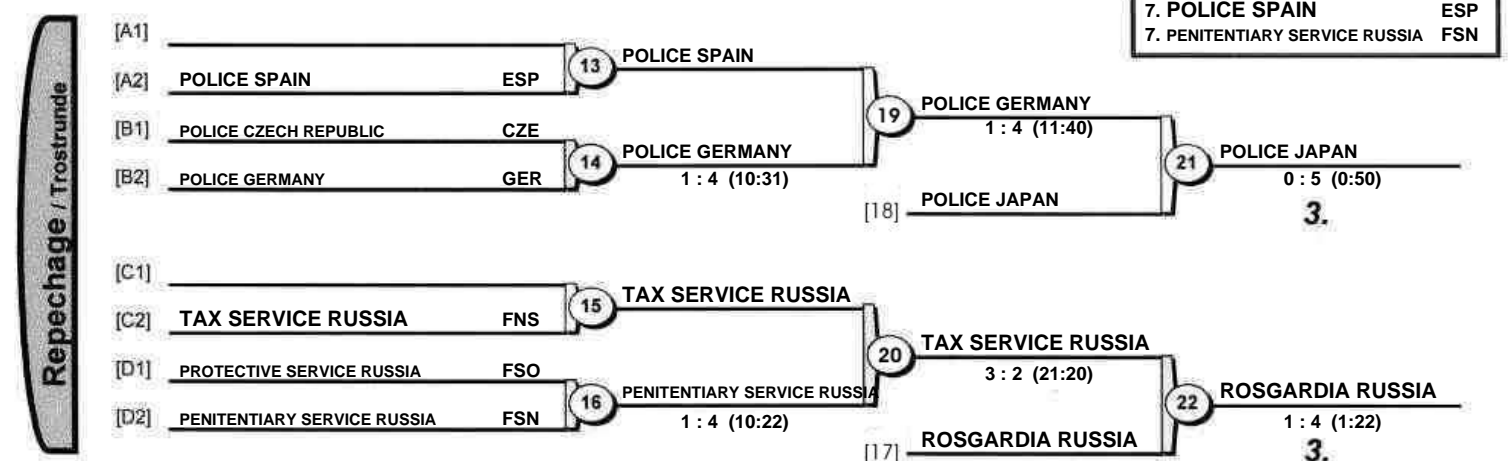 7. POLICE SPAIN ESP
7. PENITENTIARY SERVICE RUSSIA FSN
Repechage / Trostrunde
[A1]
13 POLICE SPAIN
[A2] POLICE SPAIN ESP
19 POLICE GERMANY
1 : 4 (11:40)
[B1] POLICE CZECH REPUBLIC CZE
14 POLICE GERMANY
1 : 4 (10:31)
[B2] POLICE GERMANY GER
21 POLICE JAPAN
0 : 5 (0:50)
3.
[18] POLICE JAPAN
[C1]
15 TAX SERVICE RUSSIA
[C2] TAX SERVICE RUSSIA FNS
20 TAX SERVICE RUSSIA
3 : 2 (21:20)
[D1] PROTECTIVE SERVICE RUSSIA FSO
16 PENITENTIARY SERVICE RUSSIA
1 : 4 (10:22)
[D2] PENITENTIARY SERVICE RUSSIA FSN
22 ROSGARDIA RUSSIA
1 : 4 (1:22)
3.
[17] ROSGARDIA RUSSIA